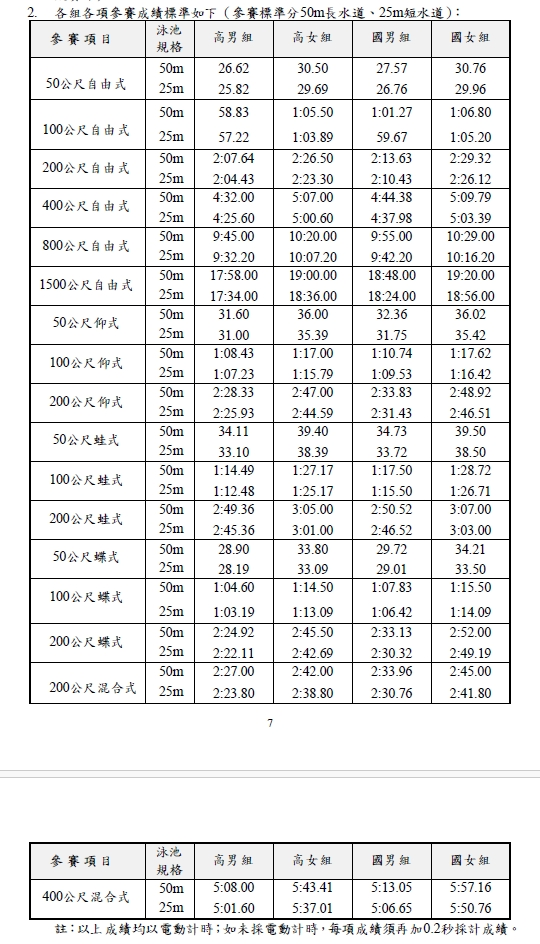 2. 各組各項參賽成績標準如下（參賽標準分50m長水道、25m短水道）：
參賽項目 泳池規格 高男組 高女組 國男組 國女組
50公尺自由式 50m 26.62 30.50 27.57 30.76
25m 25.82 29.69 26.76 29.96
100公尺自由式 50m 58.83 1:05.50 1:01.27 1:06.80
25m 57.22 1:03.89 59.67 1:05.20
200公尺自由式 50m 2:07.64 2:26.50 2:13.63 2:29.32
25m 2:04.43 2:23.30 2:10.43 2:26.12
400公尺自由式 50m 4:32.00 5:07.00 4:44.38 5:09.79
25m 4:25.60 5:00.60 4:37.98 5:03.39
800公尺自由式 50m 9:45.00 10:20.00 9:55.00 10:29.00
25m 9:32.20 10:07.20 9:42.20 10:16.20
1500公尺自由式 50m 17:58.00 19:00.00 18:48.00 19:20.00
25m 17:34.00 18:36.00 18:24.00 18:56.00
50公尺仰式 50m 31.60 36.00 32.36 36.02
25m 31.00 35.39 31.75 35.42
100公尺仰式 50m 1:08.43 1:17.00 1:10.74 1:17.62
25m 1:07.23 1:15.79 1:09.53 1:16.42
200公尺仰式 50m 2:28.33 2:47.00 2:33.83 2:48.92
25m 2:25.93 2:44.59 2:31.43 2:46.51
50公尺蛙式 50m 34.11 39.40 34.73 39.50
25m 33.10 38.39 33.72 38.50
100公尺蛙式 50m 1:14.49 1:27.17 1:17.50 1:28.72
25m 1:12.48 1:25.17 1:15.50 1:26.71
200公尺蛙式 50m 2:49.36 3:05.00 2:50.52 3:07.00
25m 2:45.36 3:01.00 2:46.52 3:03.00
50公尺蝶式 50m 28.90 33.80 29.72 34.21
25m 28.19 33.09 29.01 33.50
100公尺蝶式 50m 1:04.60 1:14.50 1:07.83 1:15.50
25m 1:03.19 1:13.09 1:06.42 1:14.09
200公尺蝶式 50m 2:24.92 2:45.50 2:33.13 2:52.00
25m 2:22.11 2:42.69 2:30.32 2:49.19
200公尺混合式 50m 2:27.00 2:42.00 2:33.96 2:45.00
25m 2:23.80 2:38.80 2:30.76 2:41.80
7
參賽項目 泳池規格 高男組 高女組 國男組 國女組
400公尺混合式 50m 5:08.00 5:43.41 5:13.05 5:57.16
25m 5:01.60 5:37.01 5:06.65 5:50.76
註：以上成績均以電動計時；如未採電動計時，每項成績須再加0.2秒採計成績。